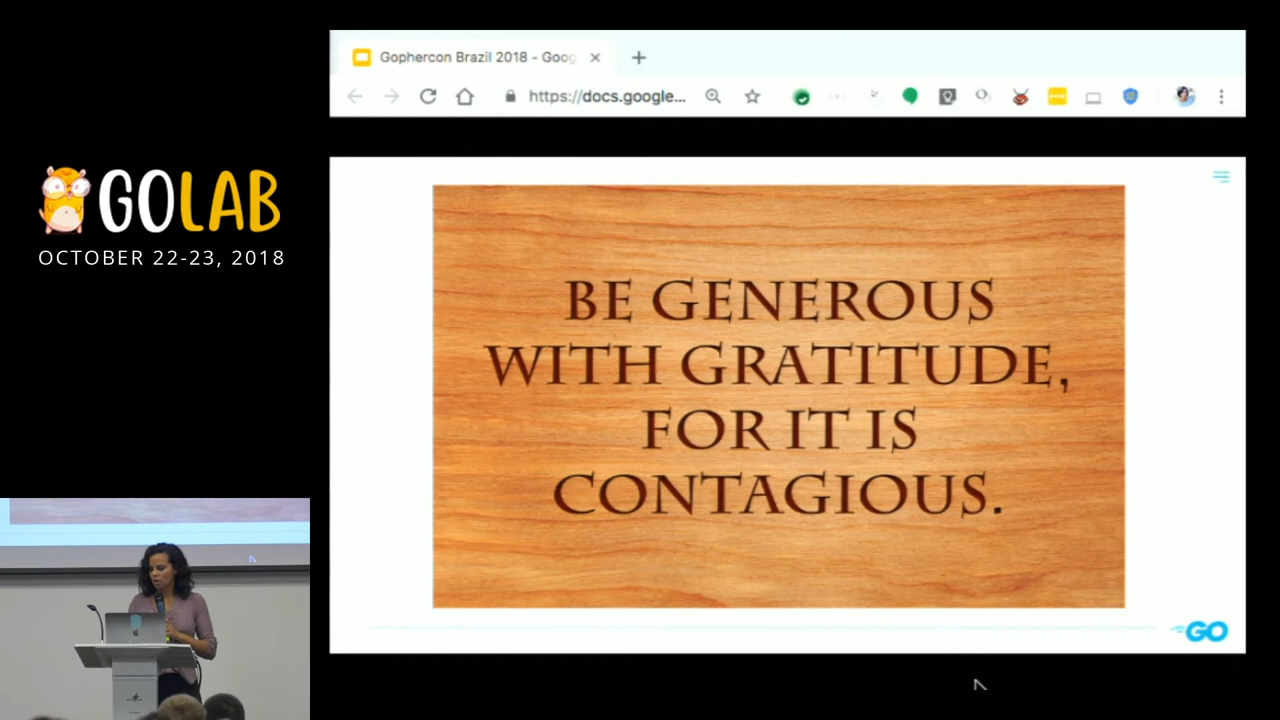 Gophercon Brazil 2018 - Goog
https://docs.google...
GOLAB
OCTOBER 22-23, 2018
BE GENEROUS
WITH GRATITUDE,
FOR IT IS
CONTAGIOUS.
GO